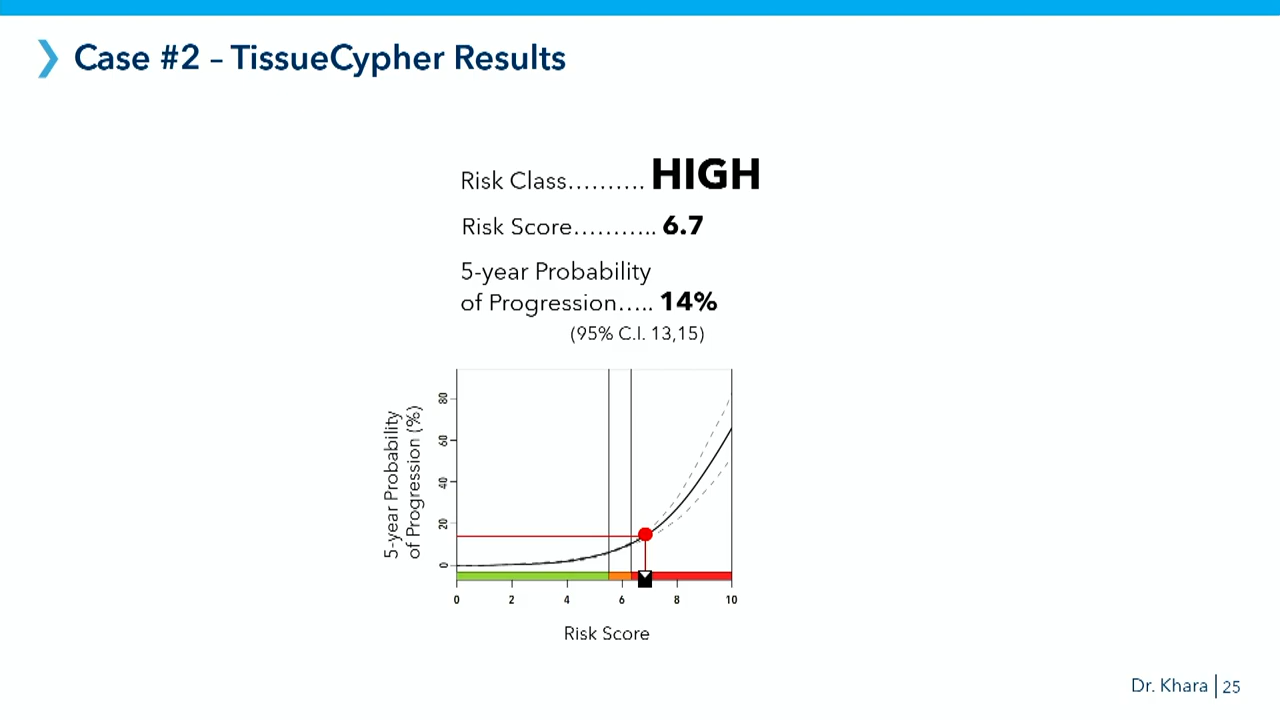 Case #2 – TissueCypher Results
Risk Class.......... HIGH
Risk Score........... 6.7
5-year Probability
of Progression..... 14%
(95% C.I. 13,15)
5-year Probability
of Progression (%)
80
60
40
20
0
0 2 4 6 8 10
Risk Score
Dr. Khara | 25